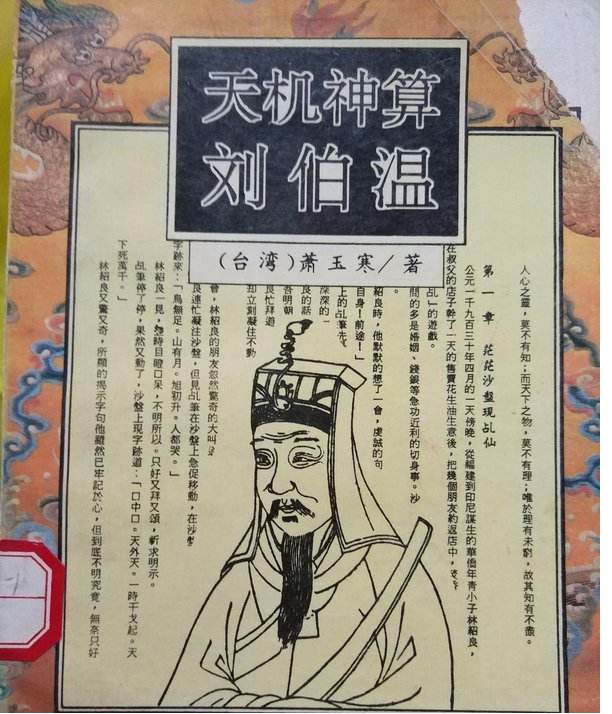 天机神算
刘伯温
（台湾）萧玉寒／著
人心之靈，莫不有知；而天下之物，莫不有理；唯於理有未窮，故其知有不盡。
第一章 茫茫沙盤現乩仙
公元一千九百三十年四月的一天傍晚，從福建到印尼謀生的華僑年青小子林紹良，
在叔父的店子幹了一天的售賣花生油生意後，把幾個朋友約返店中，
乩」的遊戲。
問的多是婚姻、錢銀等急功近利的切身事。沙
紹良時，他默默的想了一會，虔誠的
自身！前途！」
上的乩筆先
深深的一
良的話
吾明朝
良忙拜
却立刻凝住不動
會，林紹良的朋友忽然驚奇的大叫
良連忙凝注沙盤，但見乩筆在沙盤上急促移動，在沙
字跡來：「鳥無足。山有月。旭初升。人都哭。」
林紹良一見，登時目瞪口呆，不明所以。只好又拜又頌，祈求明示。
乩筆停了停，果然又動了，沙盤上現字跡道：「口中口。天外天。一時干戈起。天
下死萬千。」
林紹良又驚又奇，所顯的揭示字句他雖然已牢記於心，但到底不明究竟，無奈只好